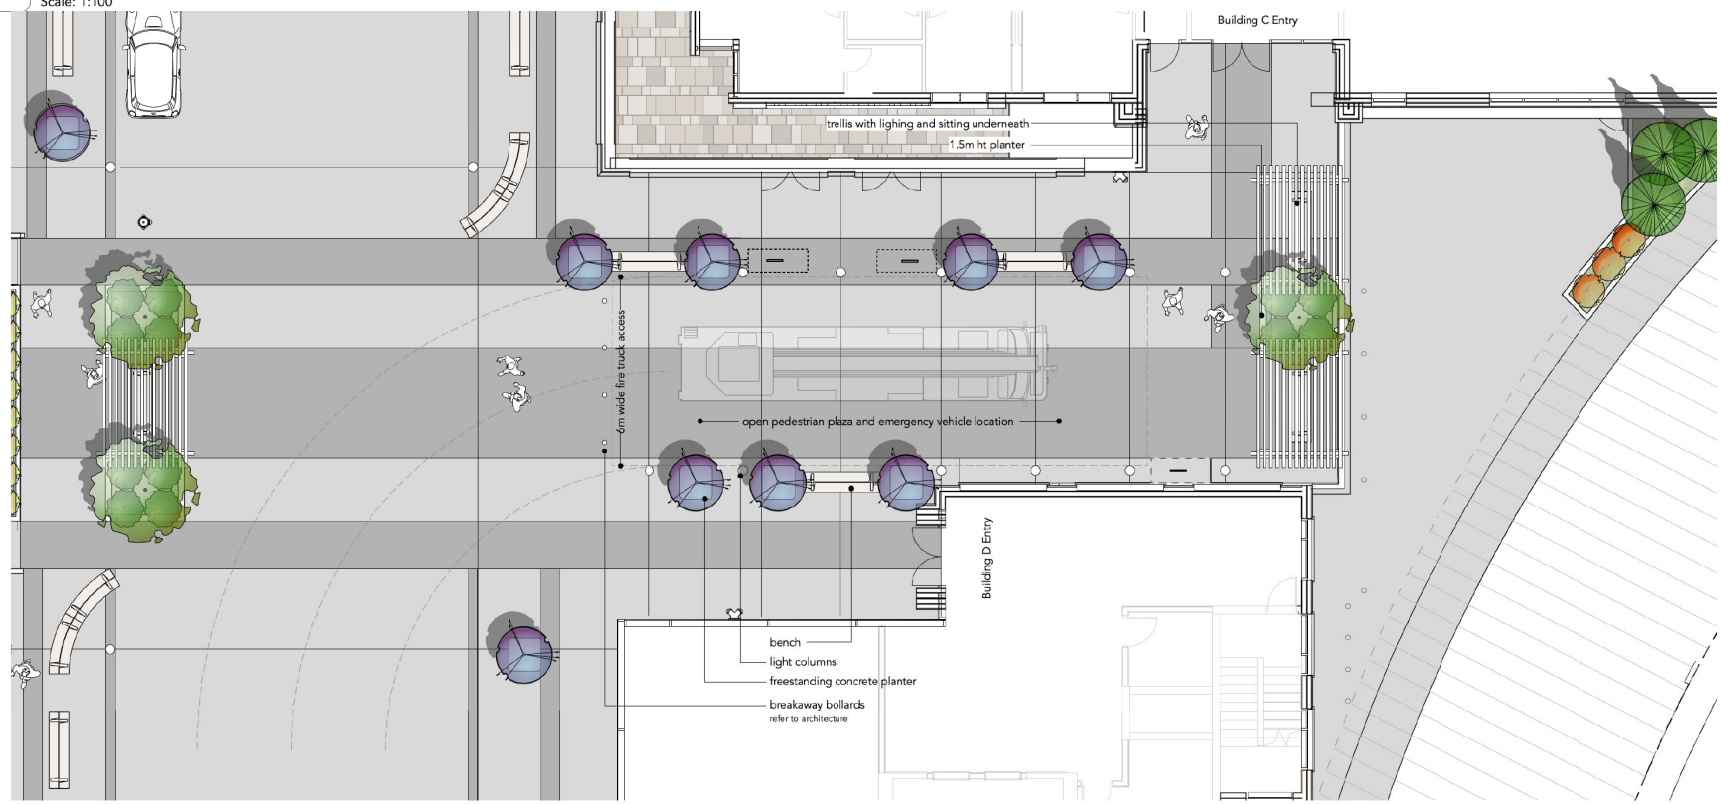 Scale: 1:100
Building C Entry
trellis with lighing and sitting underneath
1.5m ht planter
6m wide fire truck access
open pedestrian plaza and emergency vehicle location
Building D Entry
bench
light columns
freestanding concrete planter
breakaway bollards
refer to architecture